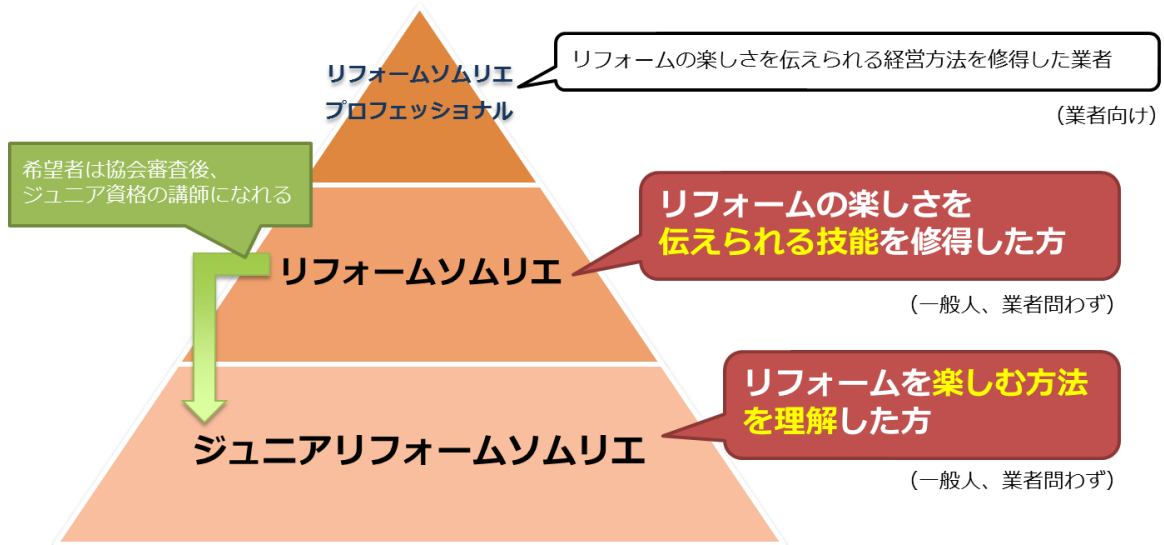 リフォームソムリエ
プロフェッショナル
リフォームの楽しさを伝えられる経営方法を修得した業者
(業者向け)
希望者は協会審査後、
ジュニア資格の講師になれる
リフォームソムリエ
リフォームの楽しさを
伝えられる技能を修得した方
(一般人、業者問わず)
ジュニアリフォームソムリエ
リフォームを楽しむ方法
を理解した方
(一般人、業者問わず)